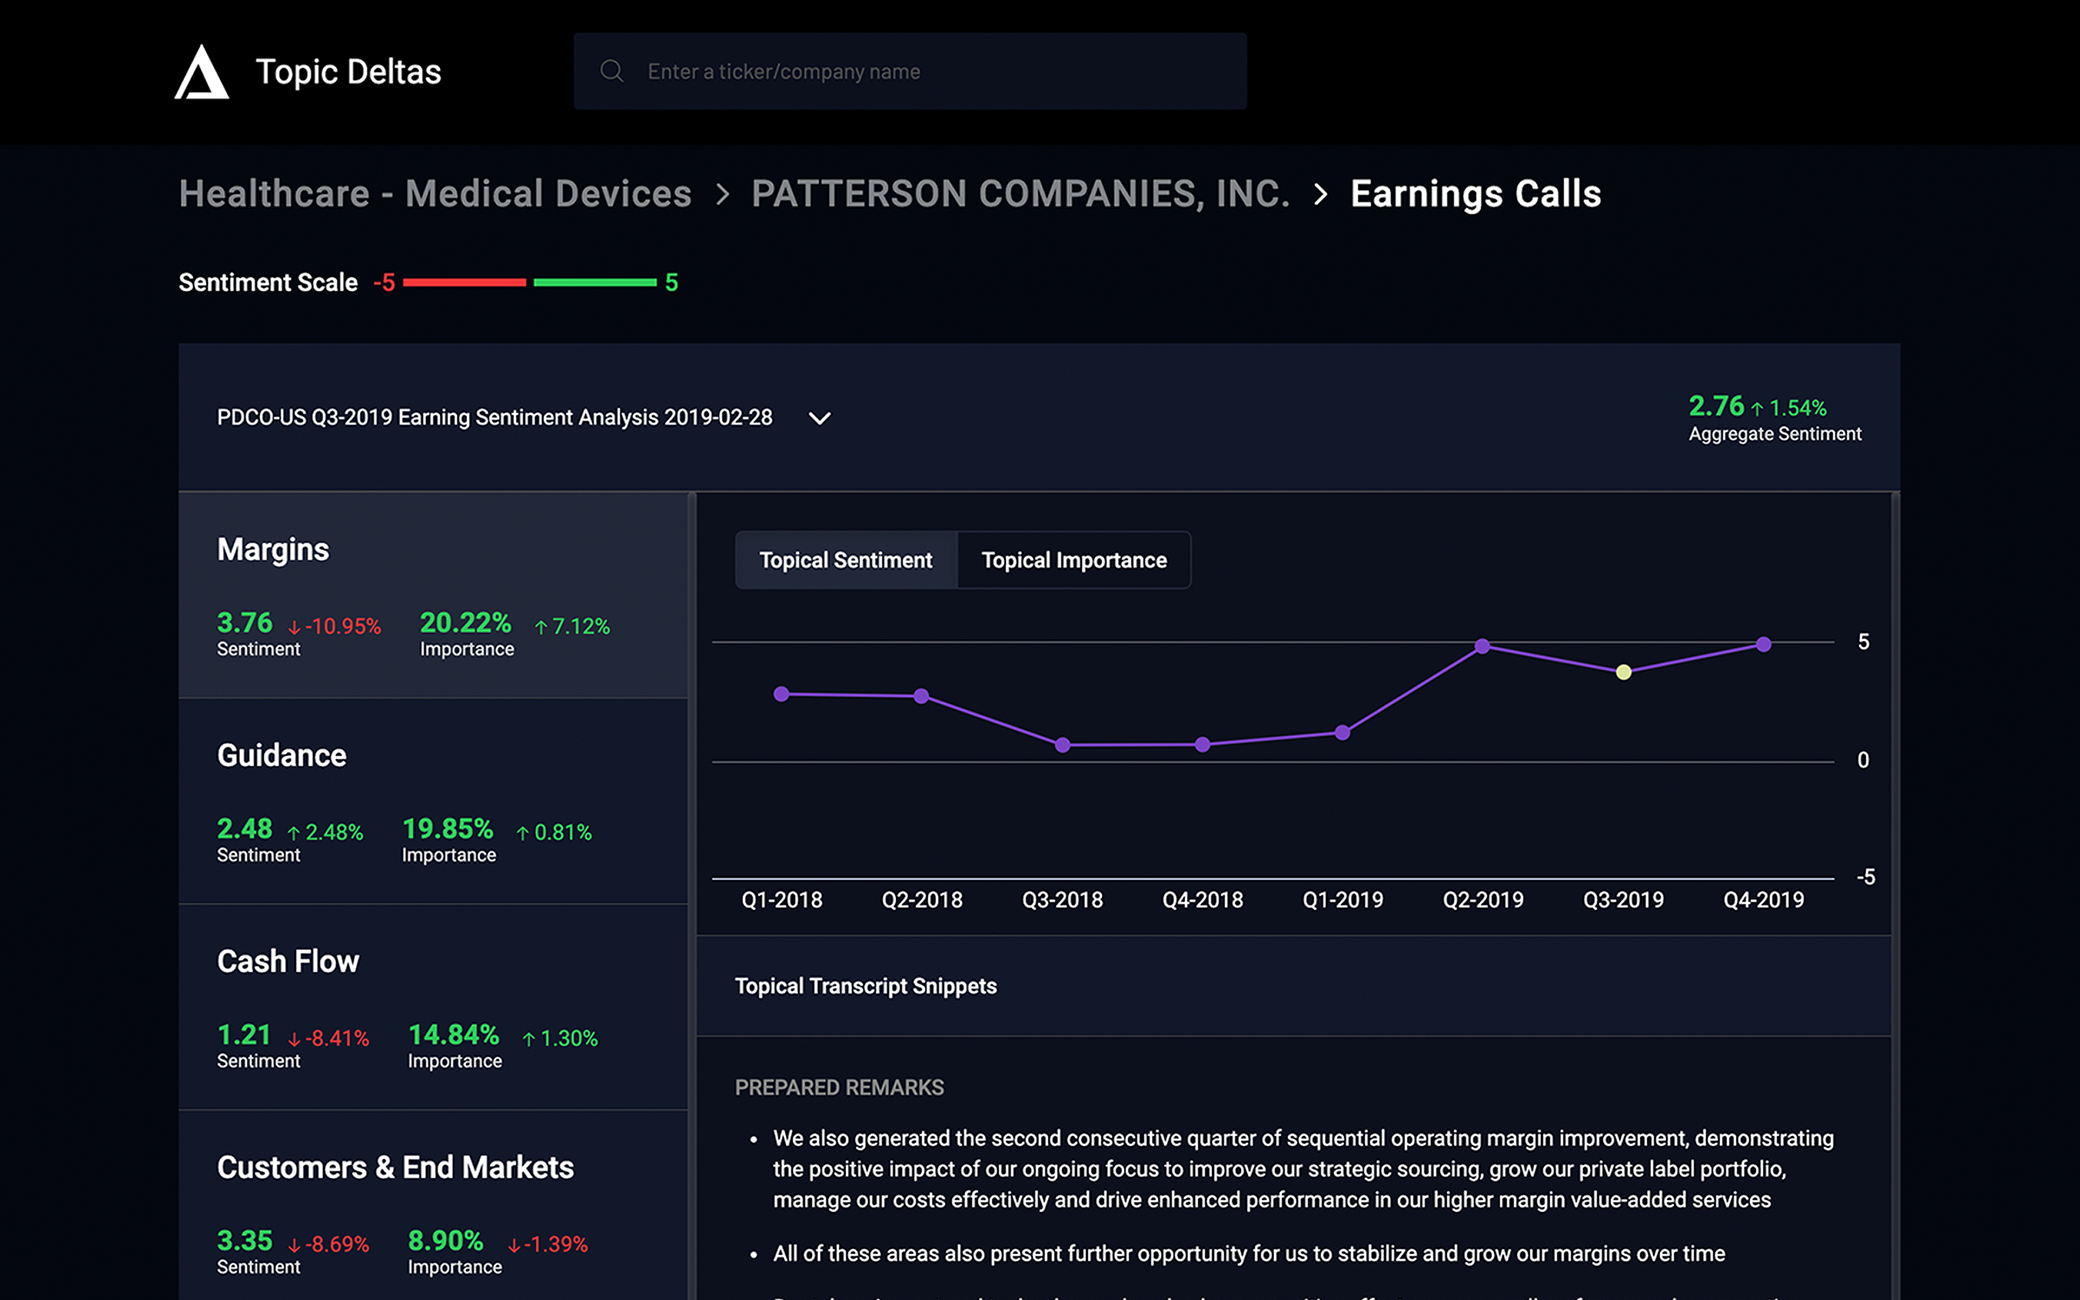 Topic Deltas
Enter a ticker/company name
Healthcare - Medical Devices > PATTERSON COMPANIES, INC. > Earnings Calls
Sentiment Scale -5 5
PDCO-US Q3-2019 Earning Sentiment Analysis 2019-02-28
2.76 ↑ 1.54%
Aggregate Sentiment
Margins
3.76 ↓ -10.95% 20.22% ↑ 7.12%
Sentiment Importance
Guidance
2.48 ↑ 2.48% 19.85% ↑ 0.81%
Sentiment Importance
Cash Flow
1.21 ↓ -8.41% 14.84% ↑ 1.30%
Sentiment Importance
Customers & End Markets
3.35 ↓ -8.69% 8.90% ↓ -1.39%
Sentiment Importance
Topical Sentiment Topical Importance
5
0
-5
Q1-2018 Q2-2018 Q3-2018 Q4-2018 Q1-2019 Q2-2019 Q3-2019 Q4-2019
Topical Transcript Snippets
PREPARED REMARKS
• We also generated the second consecutive quarter of sequential operating margin improvement, demonstrating
the positive impact of our ongoing focus to improve our strategic sourcing, grow our private label portfolio,
manage our costs effectively and drive enhanced performance in our higher margin value-added services
• All of these areas also present further opportunity for us to stabilize and grow our margins over time